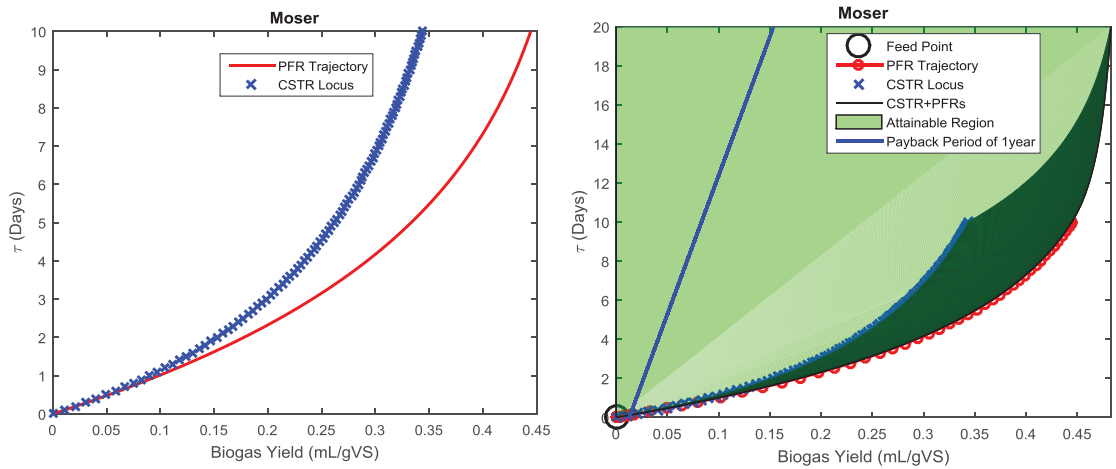 Moser
10
9
8
7
6
5
4
3
2
1
0
τ (Days)
PFR Trajectory
CSTR Locus
0 0.05 0.1 0.15 0.2 0.25 0.3 0.35 0.4 0.45
Biogas Yield (mL/gVS)
Moser
20
18
16
14
12
10
8
6
4
2
0
τ (Days)
Feed Point
PFR Trajectory
CSTR Locus
CSTR+PFRs
Attainable Region
Payback Period of 1year
0 0.05 0.1 0.15 0.2 0.25 0.3 0.35 0.4 0.45
Biogas Yield (mL/gVS)